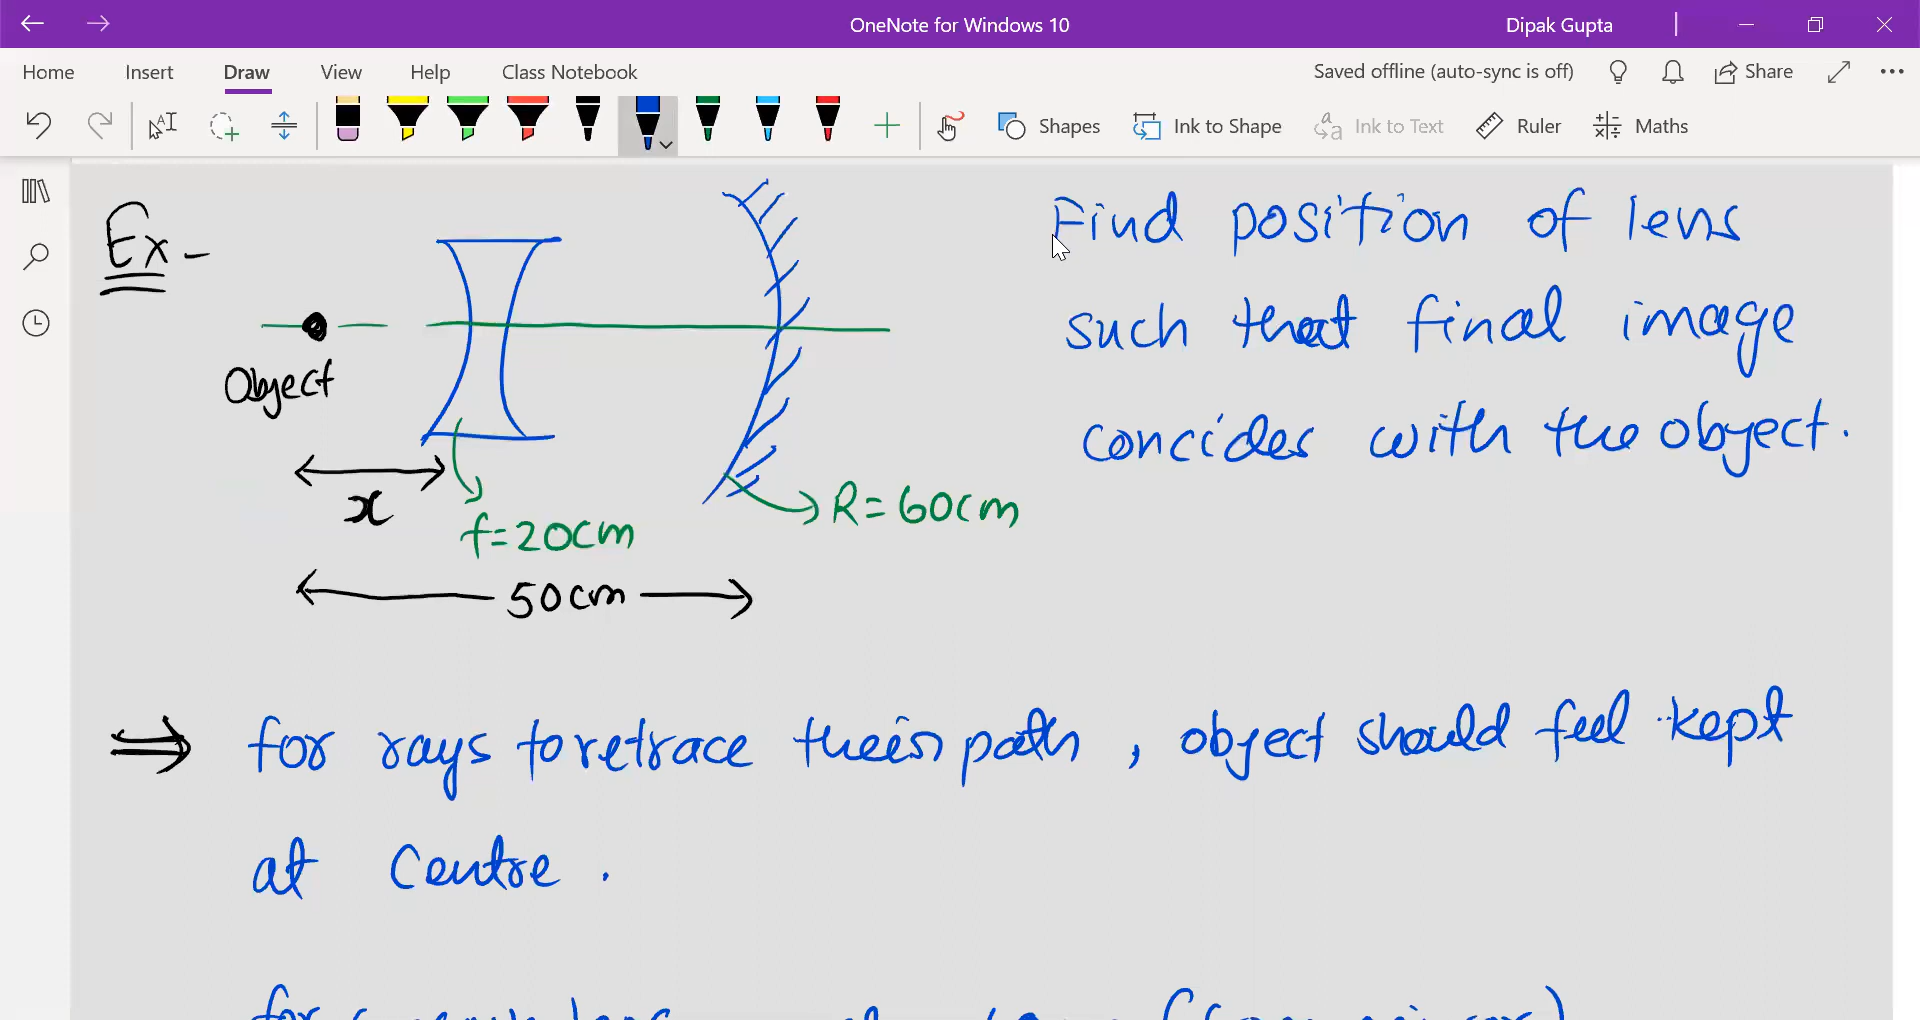 OneNote for Windows 10
Dipak Gupta
Home Insert Draw View Help Class Notebook
Saved offline (auto-sync is off) Share
Shapes Ink to Shape Ink to Text Ruler Maths
Ex -
Find position of lens
such that final image
concides with the object.
Object
x
f=20cm
R=60cm
50cm
⇒ for rays to retrace their path, object should feel kept
at Centre.